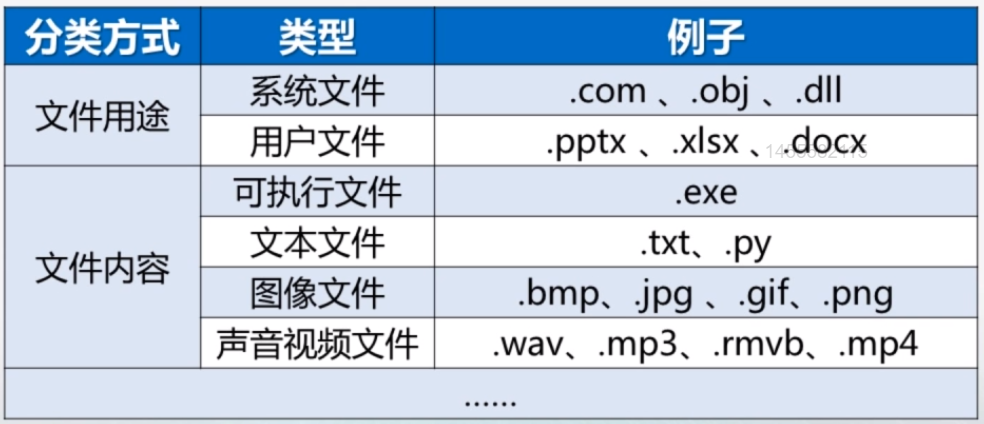 分类方式 类型 例子
文件用途
系统文件 .com 、.obj 、.dll
用户文件 .pptx 、.xlsx 、.docx
文件内容
可执行文件 .exe
文本文件 .txt、.py
图像文件 .bmp、.jpg 、.gif、.png
声音视频文件 .wav、.mp3、.rmvb、.mp4
......